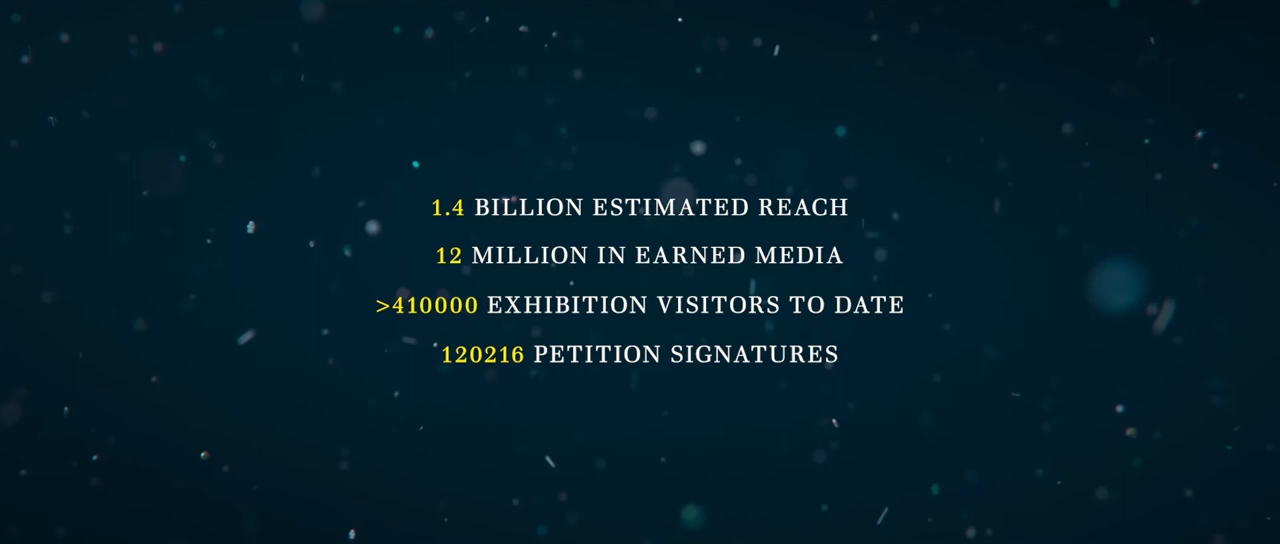 1.4 BILLION ESTIMATED REACH
12 MILLION IN EARNED MEDIA
>410000 EXHIBITION VISITORS TO DATE
120216 PETITION SIGNATURES